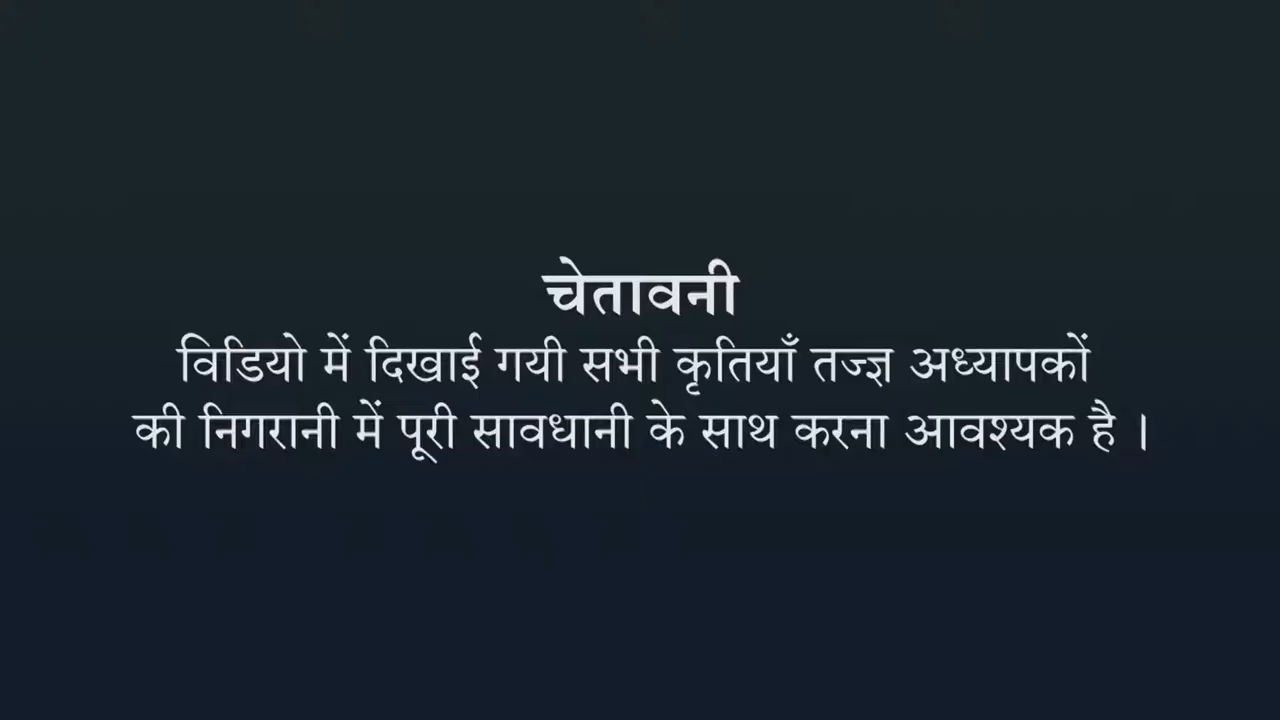 चेतावनी
विडियो में दिखाई गयी सभी कृतियाँ तज्ज्ञ अध्यापकों
की निगरानी में पूरी सावधानी के साथ करना आवश्यक है ।